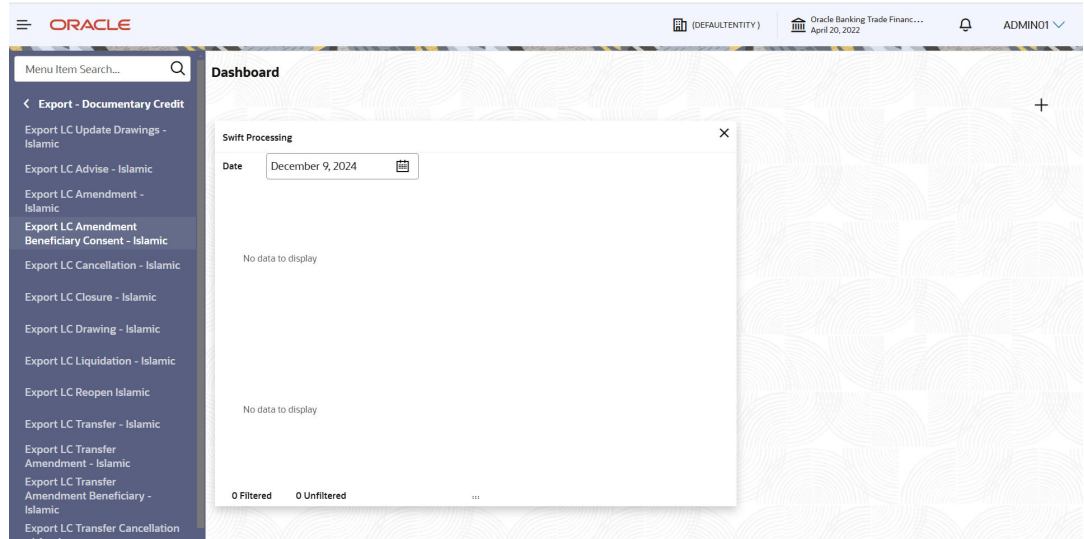 ORACLE
(DEFAULTENTITY)
Oracle Banking Trade Financ...
April 20, 2022
ADMIN01
Menu Item Search...
Export - Documentary Credit
Export LC Update Drawings -
Islamic
Export LC Advise - Islamic
Export LC Amendment -
Islamic
Export LC Amendment
Beneficiary Consent - Islamic
Export LC Cancellation - Islamic
Export LC Closure - Islamic
Export LC Drawing - Islamic
Export LC Liquidation - Islamic
Export LC Reopen Islamic
Export LC Transfer - Islamic
Export LC Transfer
Amendment - Islamic
Export LC Transfer
Amendment Beneficiary -
Islamic
Export LC Transfer Cancellation
Dashboard
Swift Processing
Date December 9, 2024
No data to display
No data to display
0 Filtered 0 Unfiltered